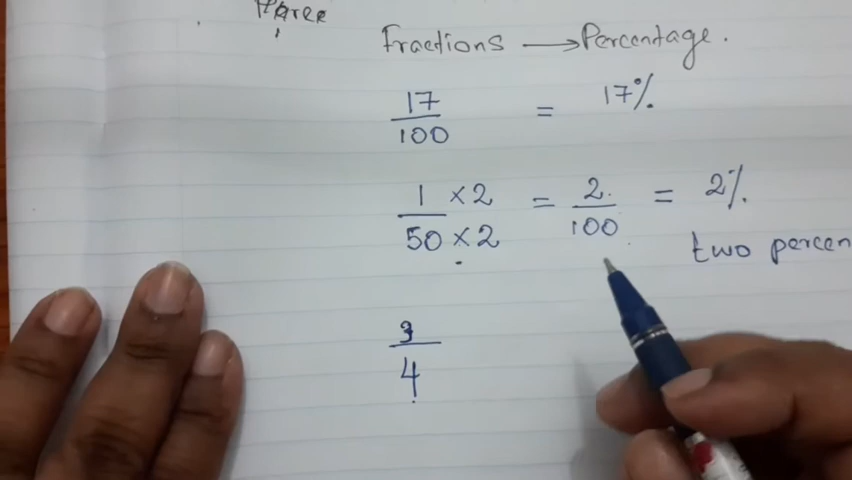 Fractions → Percentage.
17/100 = 17%
1 × 2 / 50 × 2 = 2/100 = 2%
two percen
3/4